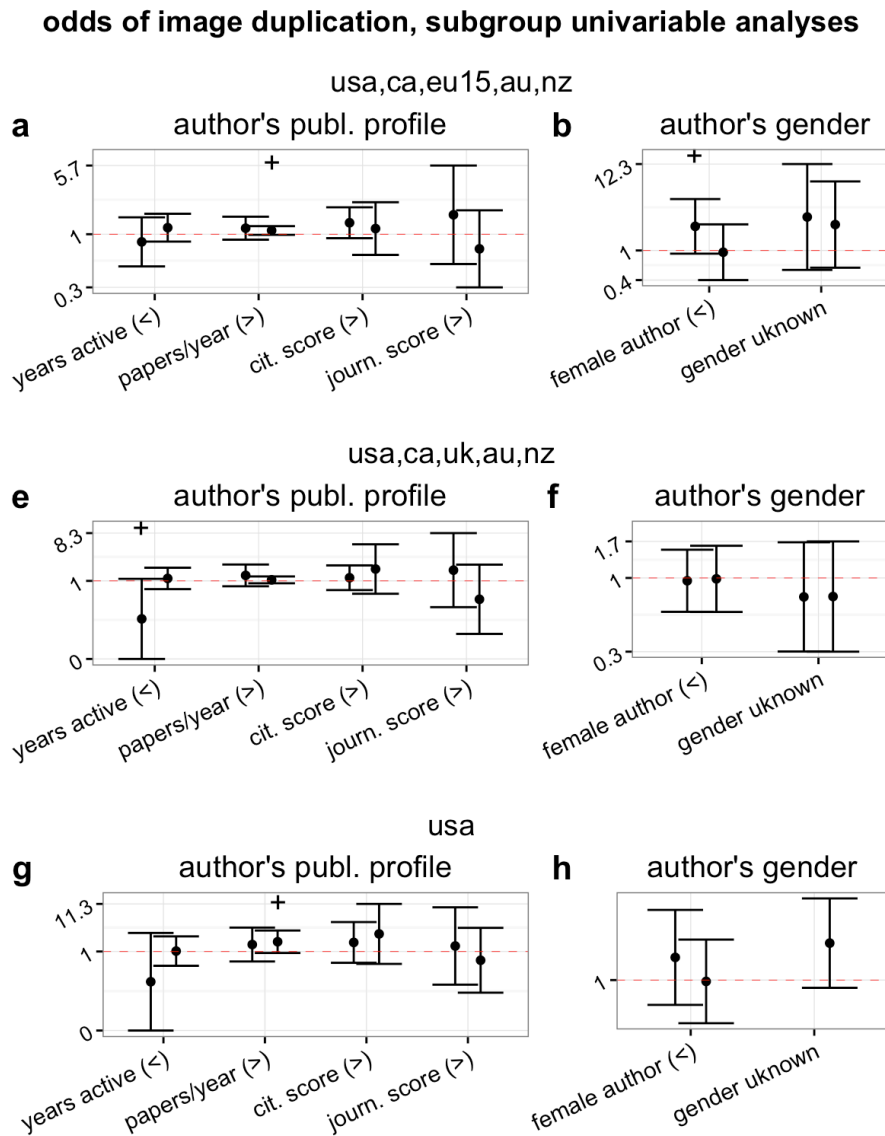 odds of image duplication, subgroup univariable analyses
usa,ca,eu15,au,nz
a author's publ. profile
5.7
1
0.3
years active (<)
papers/year (>)
cit. score (>)
journ. score (>)
+
b author's gender
12.3
1
0.4
female author (<)
gender uknown
+
usa,ca,uk,au,nz
e author's publ. profile
8.3
1
0
years active (<)
papers/year (>)
cit. score (>)
journ. score (>)
+
f author's gender
1.7
1
0.3
female author (<)
gender uknown
usa
g author's publ. profile
11.3
1
0
years active (<)
papers/year (>)
cit. score (>)
journ. score (>)
+
h author's gender
1
female author (<)
gender uknown